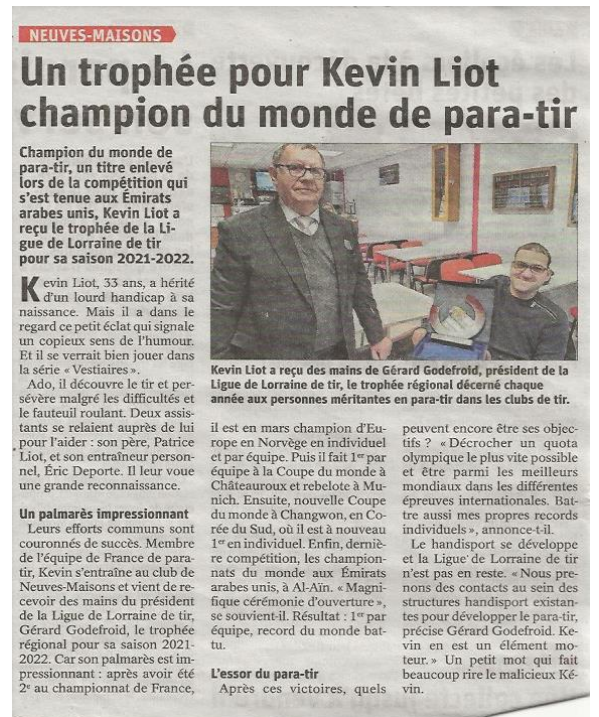 NEUVES-MAISONS
Un trophée pour Kevin Liot
champion du monde de para-tir
Champion du monde de
para-tir, un titre enlevé
lors de la compétition qui
s'est tenue aux Émirats
arabes unis, Kevin Liot a
reçu le trophée de la Li-
gue de Lorraine de tir
pour sa saison 2021-2022.
Kevin Liot, 33 ans, a hérité
d'un lourd handicap à sa
naissance. Mais il a dans le
regard ce petit éclat qui signale
un copieux sens de l'humour.
Et il se verrait bien jouer dans
la série « Vestiaires ».
Ado, il découvre le tir et per-
sévère malgré les difficultés et
le fauteuil roulant. Deux assis-
tants se relaient auprès de lui
pour l'aider : son père, Patrice
Liot, et son entraîneur person-
nel, Éric Deporte. Il leur voue
une grande reconnaissance.
Un palmarès impressionnant
Leurs efforts communs sont
couronnés de succès. Membre
de l'équipe de France de para-
tir, Kevin s'entraîne au club de
Neuves-Maisons et vient de re-
cevoir des mains du président
de la Ligue de Lorraine de tir,
Gérard Godefroid, le trophée
régional pour sa saison 2021-
2022. Car son palmarès est im-
pressionnant : après avoir été
2e au championnat de France,
Kevin Liot a reçu des mains de Gérard Godefroid, président de la
Ligue de Lorraine de tir, le trophée régional décerné chaque
année aux personnes méritantes en para-tir dans les clubs de tir.
il est en mars champion d'Eu-
rope en Norvège en individuel
et par équipe. Puis il fait 1er par
équipe à la Coupe du monde à
Châteauroux et rebelote à Mu-
nich. Ensuite, nouvelle Coupe
du monde à Changwon, en Co-
rée du Sud, où il est à nouveau
1er en individuel. Enfin, derniè-
re compétition, les champion-
nats du monde aux Émirats
arabes unis, à Al-Aïn. « Magni-
fique cérémonie d'ouverture »,
se souvient-il. Résultat : 1er par
équipe, record du monde bat-
tu.
L'essor du para-tir
Après ces victoires, quels
peuvent encore être ses objec-
tifs ? « Décrocher un quota
olympique le plus vite possible
et être parmi les meilleurs
mondiaux dans les différentes
épreuves internationales. Bat-
tre aussi mes propres records
individuels », annonce-t-il.
Le handisport se développe
et la Ligue de Lorraine de tir
n'est pas en reste. « Nous pre-
nons des contacts au sein des
structures handisport existan-
tes pour développer le para-tir,
précise Gérard Godefroid. Ke-
vin en est un élément mo-
teur. » Un petit mot qui fait
beaucoup rire le malicieux Ké-
vin.